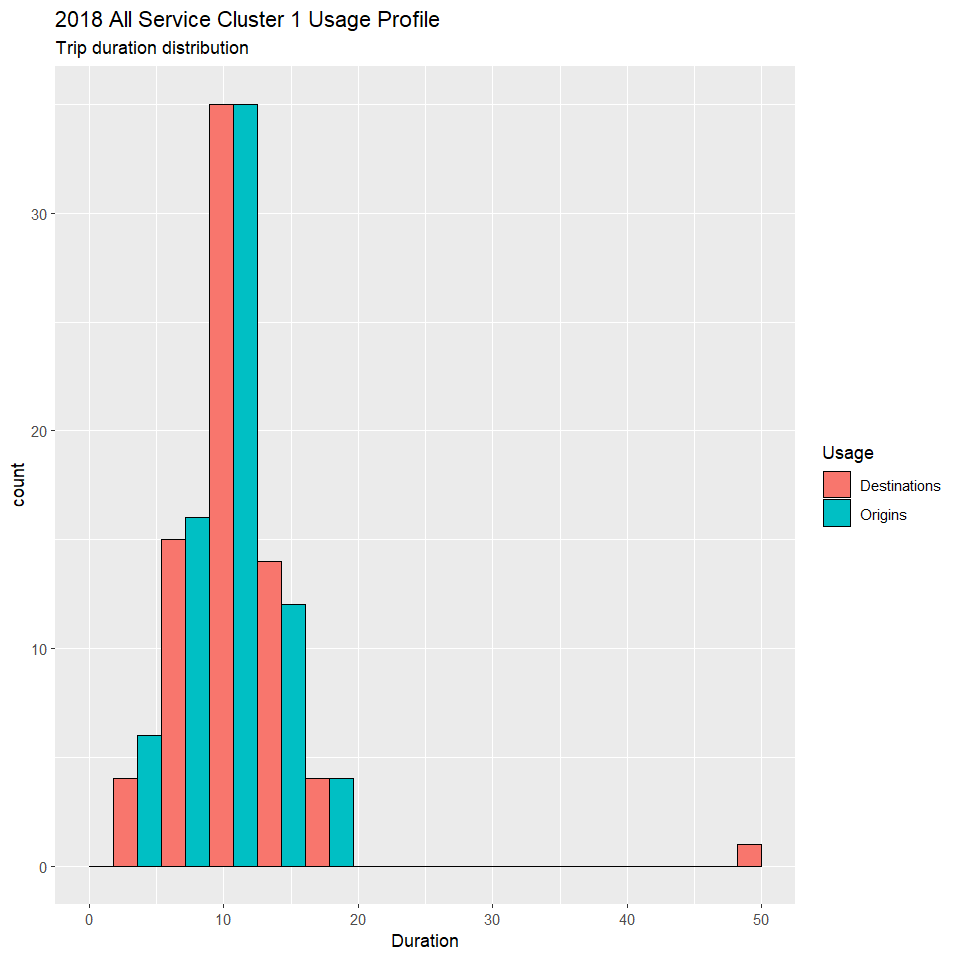 2018 All Service Cluster 1 Usage Profile
Trip duration distribution
30
20
10
0
count
0 10 20 30 40 50
Duration
Usage
Destinations
Origins